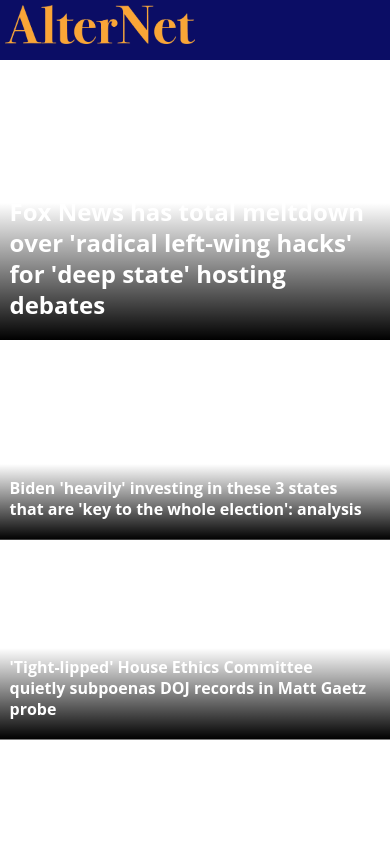 AlterNet
Fox News has total meltdown
over 'radical left-wing hacks'
for 'deep state' hosting
debates
Biden 'heavily' investing in these 3 states
that are 'key to the whole election': analysis
'Tight-lipped' House Ethics Committee
quietly subpoenas DOJ records in Matt Gaetz
probe